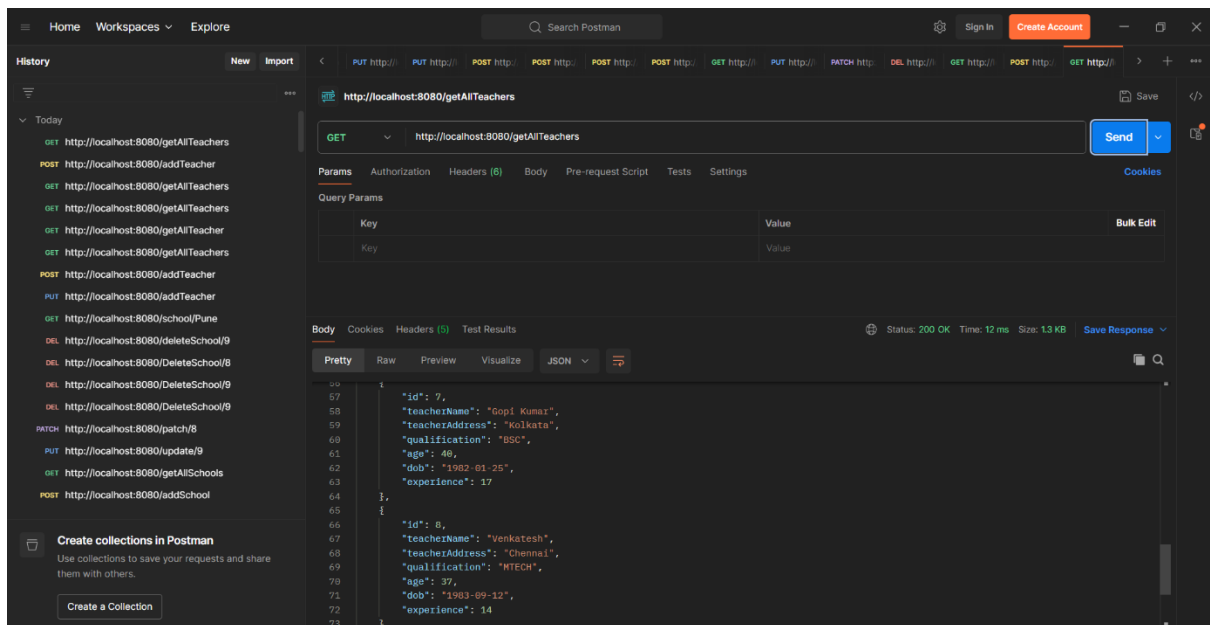 Home Workspaces Explore
Search Postman
Sign In Create Account
History New Import
PUT http:// PUT http:// POST http:/ POST http:/ POST http:/ POST http:/ GET http:// PUT http:// PATCH http: DEL http:// GET http:// POST http:/ GET http://
Today
GET http://localhost:8080/getAllTeachers
POST http://localhost:8080/addTeacher
GET http://localhost:8080/getAllTeachers
GET http://localhost:8080/getAllTeachers
GET http://localhost:8080/getAllTeacher
GET http://localhost:8080/getAllTeachers
POST http://localhost:8080/addTeacher
PUT http://localhost:8080/addTeacher
GET http://localhost:8080/school/Pune
DEL http://localhost:8080/deleteSchool/9
DEL http://localhost:8080/DeleteSchool/8
DEL http://localhost:8080/DeleteSchool/9
DEL http://localhost:8080/DeleteSchool/9
PATCH http://localhost:8080/patch/8
PUT http://localhost:8080/update/9
GET http://localhost:8080/getAllSchools
POST http://localhost:8080/addSchool
Create collections in Postman
Use collections to save your requests and share
them with others.
Create a Collection
HTTP http://localhost:8080/getAllTeachers Save
GET http://localhost:8080/getAllTeachers Send
Params Authorization Headers (6) Body Pre-request Script Tests Settings Cookies
Query Params
Key Value Bulk Edit
Key Value
Body Cookies Headers (5) Test Results Status: 200 OK Time: 12 ms Size: 1.3 KB Save Response
Pretty Raw Preview Visualize JSON
56 {
57 "id": 7,
58 "teacherName": "Gopi Kumar",
59 "teacherAddress": "Kolkata",
60 "qualification": "BSC",
61 "age": 40,
62 "dob": "1982-01-25",
63 "experience": 17
64 },
65 {
66 "id": 8,
67 "teacherName": "Venkatesh",
68 "teacherAddress": "Chennai",
69 "qualification": "MTECH",
70 "age": 37,
71 "dob": "1983-09-12",
72 "experience": 14
73 }